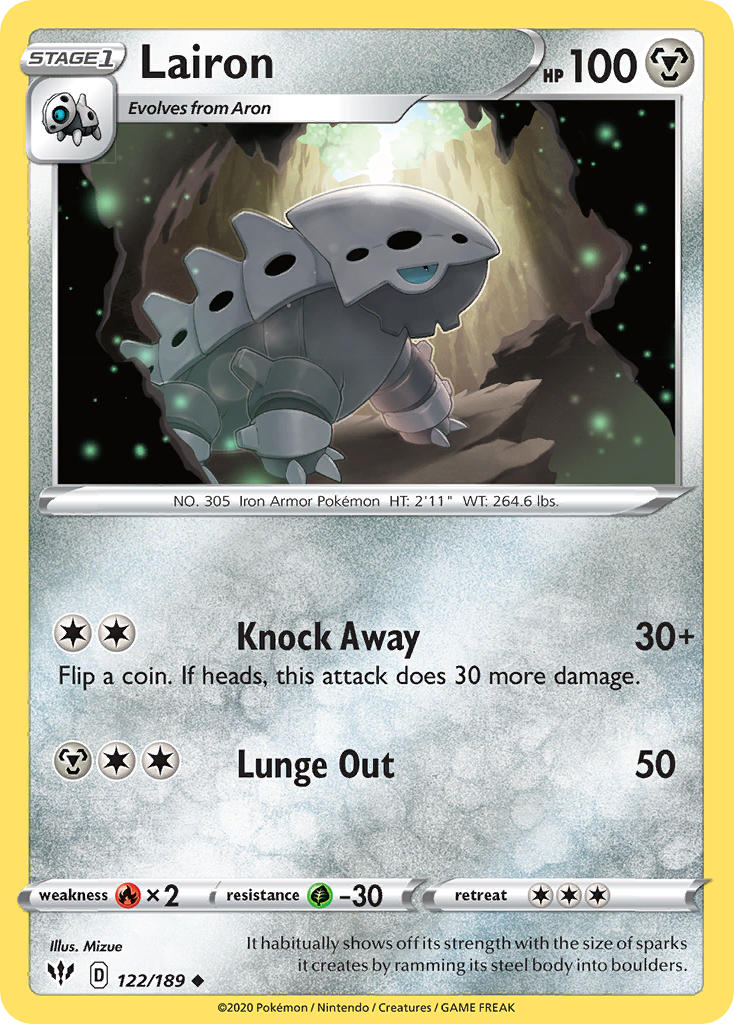 STAGE1
Lairon
HP 100
Evolves from Aron
NO. 305 Iron Armor Pokémon HT: 2'11" WT: 264.6 lbs.
Knock Away 30+
Flip a coin. If heads, this attack does 30 more damage.
Lunge Out 50
weakness ×2 resistance -30 retreat
Illus. Mizue
It habitually shows off its strength with the size of sparks
it creates by ramming its steel body into boulders.
D 122/189
©2020 Pokémon / Nintendo / Creatures / GAME FREAK